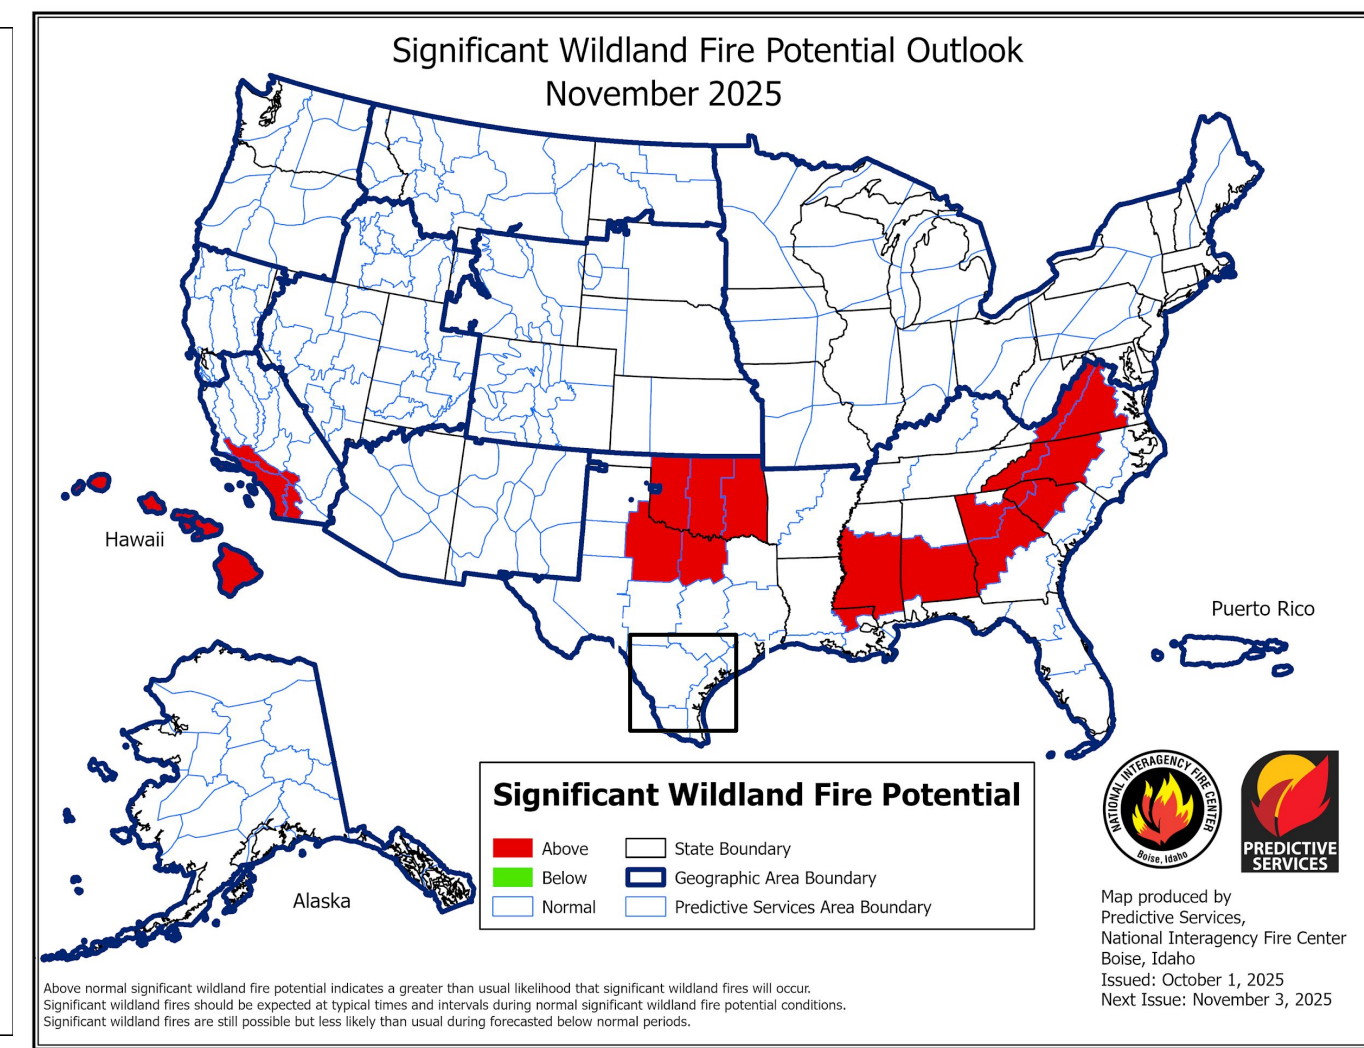 Significant Wildland Fire Potential Outlook
November 2025
Hawaii
Puerto Rico
Alaska
Significant Wildland Fire Potential
Above
Below
Normal
State Boundary
Geographic Area Boundary
Predictive Services Area Boundary
NATIONAL INTERAGENCY FIRE CENTER
Boise, Idaho
PREDICTIVE
SERVICES
Map produced by
Predictive Services,
National Interagency Fire Center
Boise, Idaho
Issued: October 1, 2025
Next Issue: November 3, 2025
Above normal significant wildland fire potential indicates a greater than usual likelihood that significant wildland fires will occur.
Significant wildland fires should be expected at typical times and intervals during normal significant wildland fire potential conditions.
Significant wildland fires are still possible but less likely than usual during forecasted below normal periods.